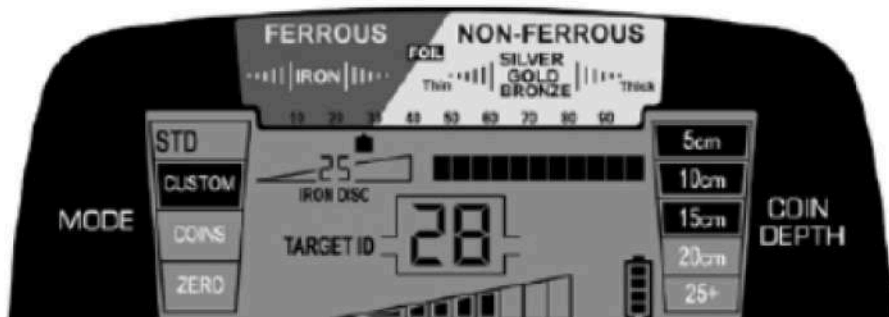 FERROUS NON-FERROUS
FOIL
IRON
Thin SILVER GOLD BRONZE Thick
10 20 30 40 50 60 70 80 90
STD
CUSTOM
COINS
ZERO
MODE
25
IRON DISC
TARGET ID 28
5cm
10cm
15cm
20cm
25+
COIN
DEPTH